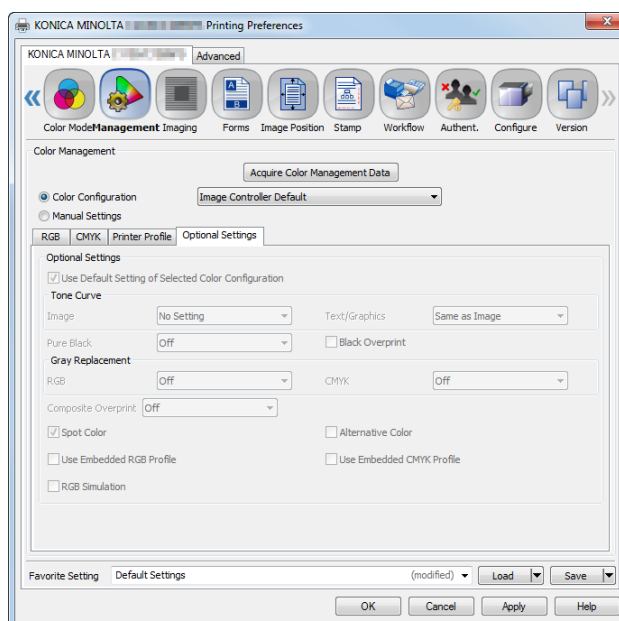 KONICA MINOLTA Printing Preferences
KONICA MINOLTA Advanced
Color Mode Management Imaging Forms Image Position Stamp Workflow Authent. Configure Version
A
B
Color Management
Acquire Color Management Data
Color Configuration Image Controller Default
Manual Settings
RGB CMYK Printer Profile Optional Settings
Optional Settings
Use Default Setting of Selected Color Configuration
Tone Curve
Image No Setting Text/Graphics Same as Image
Pure Black Off Black Overprint
Gray Replacement
RGB Off CMYK Off
Composite Overprint Off
Spot Color Alternative Color
Use Embedded RGB Profile Use Embedded CMYK Profile
RGB Simulation
Favorite Setting Default Settings (modified) Load Save
OK Cancel Apply Help